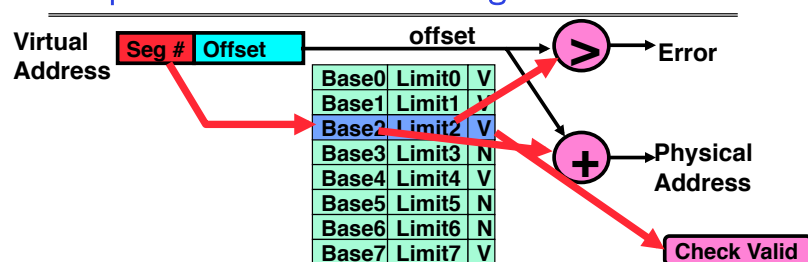 Virtual
Address
Seg # Offset
offset
>
Error
Base0 Limit0 V
Base1 Limit1 V
Base2 Limit2 V
Base3 Limit3 N
Base4 Limit4 V
Base5 Limit5 N
Base6 Limit6 N
Base7 Limit7 V
+
Physical
Address
Check Valid